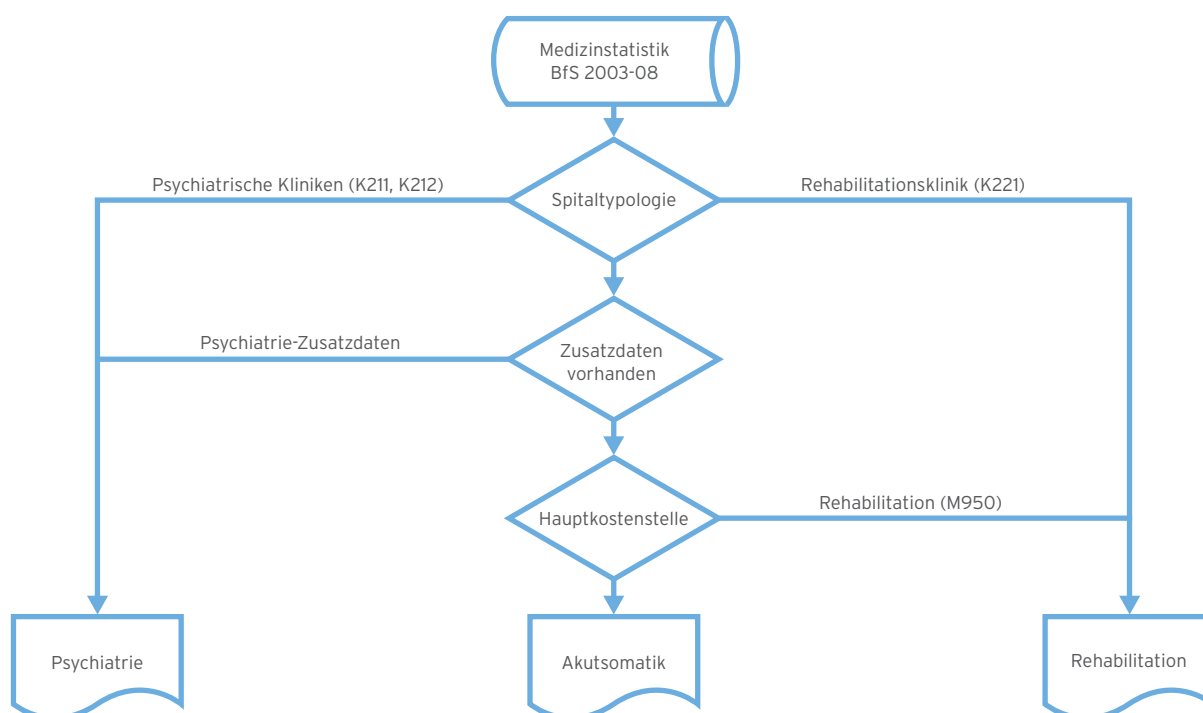 Medizinstatistik
BfS 2003-08
Psychiatrische Kliniken (K211, K212)
Spitaltypologie
Rehabilitationsklinik (K221)
Psychiatrie-Zusatzdaten
Zusatzdaten
vorhanden
Hauptkostenstelle
Rehabilitation (M950)
Psychiatrie
Akutsomatik
Rehabilitation